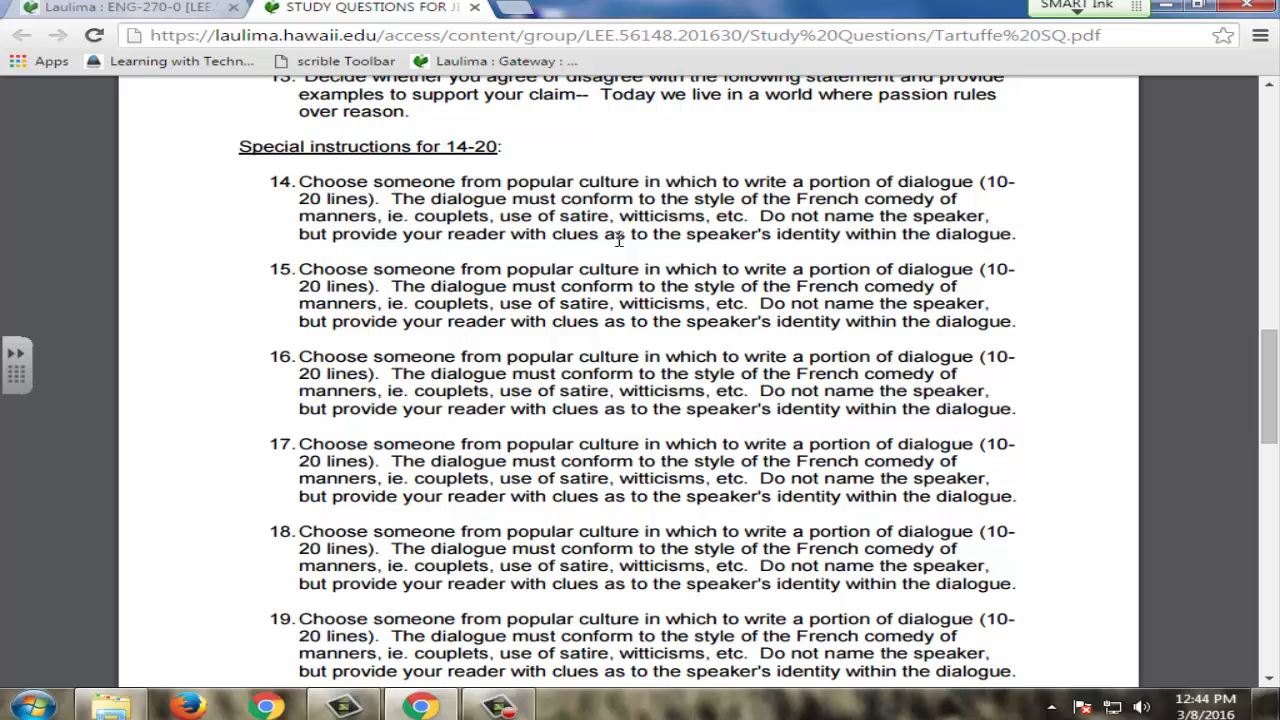 Laulima : ENG-270-0 [LEE.
STUDY QUESTIONS FOR JE
SMART Ink
https://laulima.hawaii.edu/access/content/group/LEE.56148.201630/Study%20Questions/Tartuffe%20SQ.pdf
Apps Learning with Techn... scrible Toolbar Laulima : Gateway : ...
13. Decide whether you agree or disagree with the following statement and provide
examples to support your claim-- Today we live in a world where passion rules
over reason.
Special instructions for 14-20:
14. Choose someone from popular culture in which to write a portion of dialogue (10-
20 lines). The dialogue must conform to the style of the French comedy of
manners, ie. couplets, use of satire, witticisms, etc. Do not name the speaker,
but provide your reader with clues as to the speaker's identity within the dialogue.
15. Choose someone from popular culture in which to write a portion of dialogue (10-
20 lines). The dialogue must conform to the style of the French comedy of
manners, ie. couplets, use of satire, witticisms, etc. Do not name the speaker,
but provide your reader with clues as to the speaker's identity within the dialogue.
16. Choose someone from popular culture in which to write a portion of dialogue (10-
20 lines). The dialogue must conform to the style of the French comedy of
manners, ie. couplets, use of satire, witticisms, etc. Do not name the speaker,
but provide your reader with clues as to the speaker's identity within the dialogue.
17. Choose someone from popular culture in which to write a portion of dialogue (10-
20 lines). The dialogue must conform to the style of the French comedy of
manners, ie. couplets, use of satire, witticisms, etc. Do not name the speaker,
but provide your reader with clues as to the speaker's identity within the dialogue.
18. Choose someone from popular culture in which to write a portion of dialogue (10-
20 lines). The dialogue must conform to the style of the French comedy of
manners, ie. couplets, use of satire, witticisms, etc. Do not name the speaker,
but provide your reader with clues as to the speaker's identity within the dialogue.
19. Choose someone from popular culture in which to write a portion of dialogue (10-
20 lines). The dialogue must conform to the style of the French comedy of
manners, ie. couplets, use of satire, witticisms, etc. Do not name the speaker,
but provide your reader with clues as to the speaker's identity within the dialogue.
12:44 PM
3/8/2016